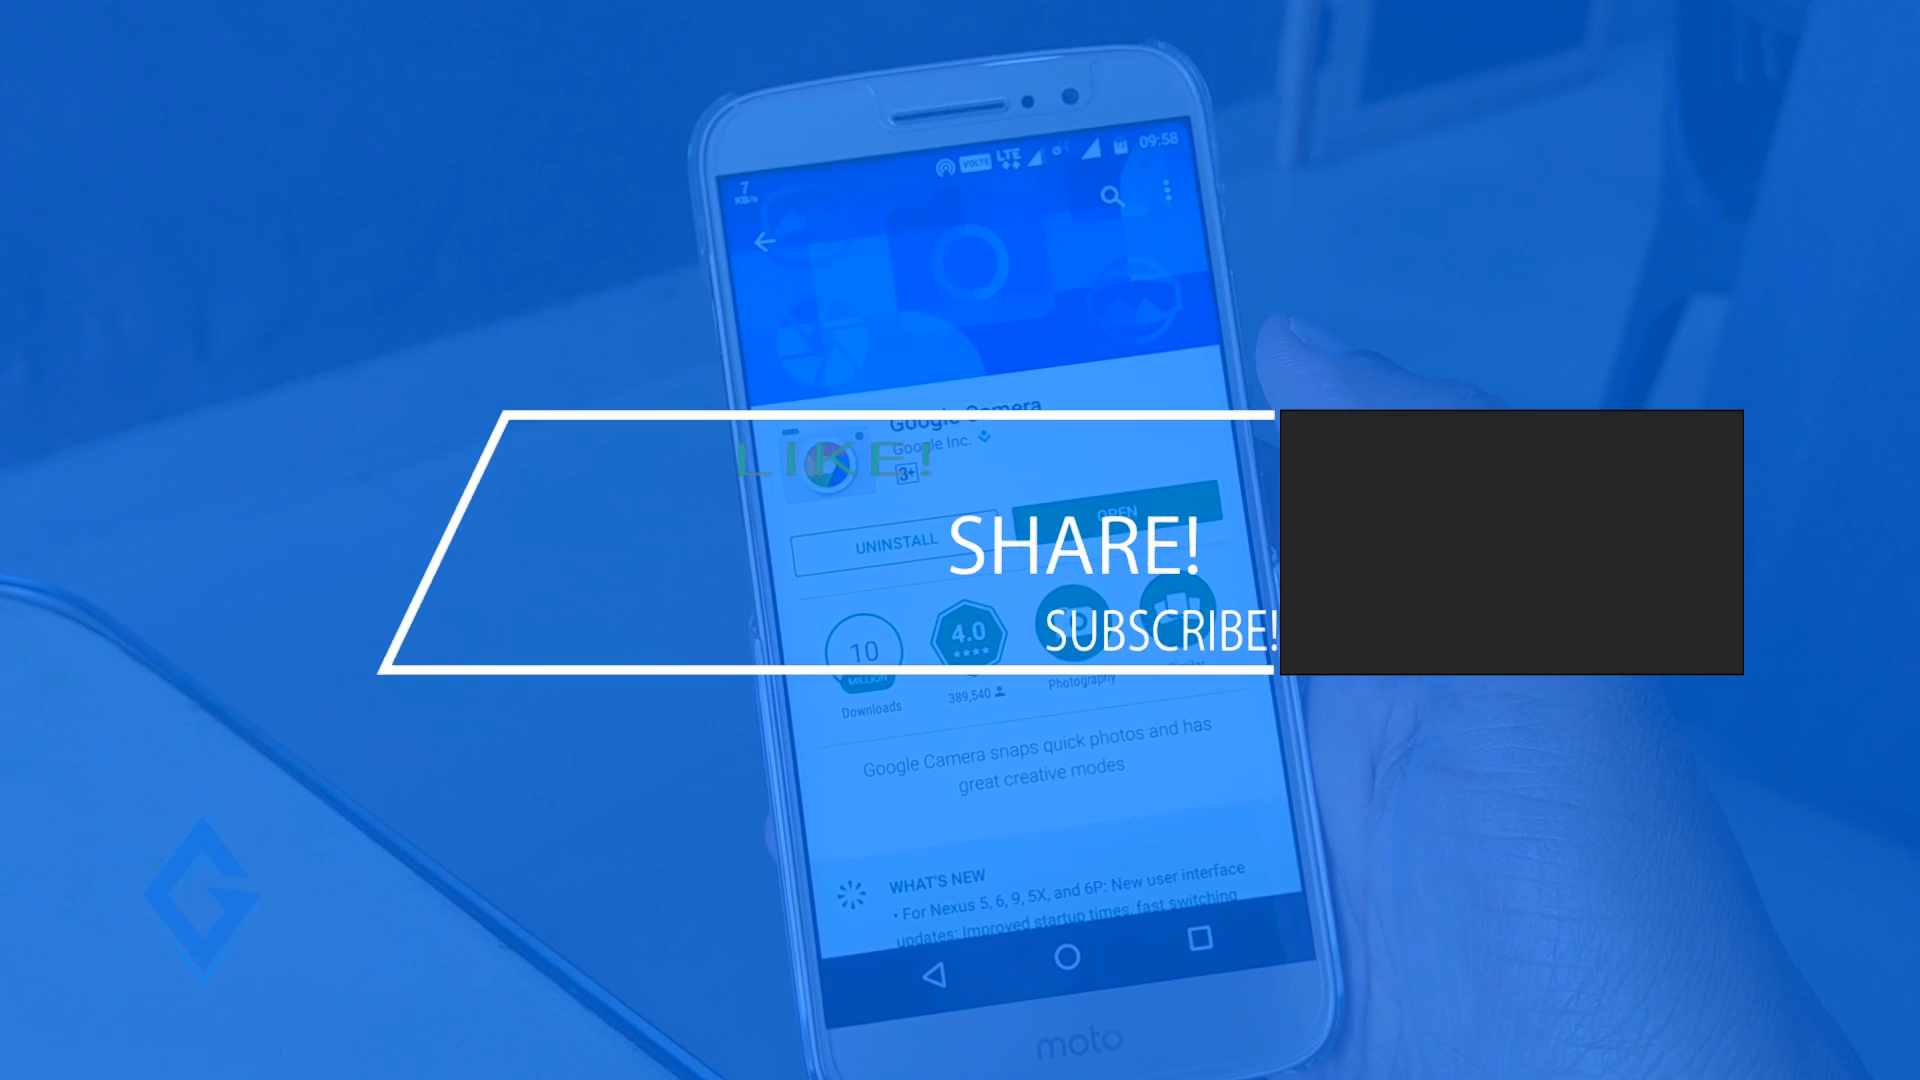 VOLTE LTE 09:58
7
KB/s
Google Camera
LIKE!
Google Inc.
3+
OPEN
UNINSTALL
SHARE!
4.0
10
SUBSCRIBE!
MILLION
Similar
Photography
389,540
Downloads
Google Camera snaps quick photos and has
great creative modes
WHAT'S NEW
• For Nexus 5, 6, 9, 5X, and 6P: New user interface
updates; Improved startup times, fast switching
moto